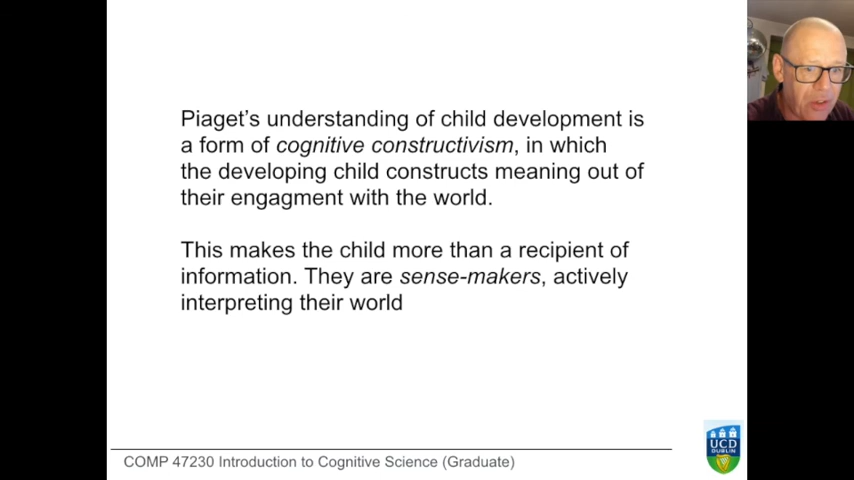 Piaget's understanding of child development is
a form of cognitive constructivism, in which
the developing child constructs meaning out of
their engagment with the world.
This makes the child more than a recipient of
information. They are sense-makers, actively
interpreting their world
UCD
DUBLIN
COMP 47230 Introduction to Cognitive Science (Graduate)